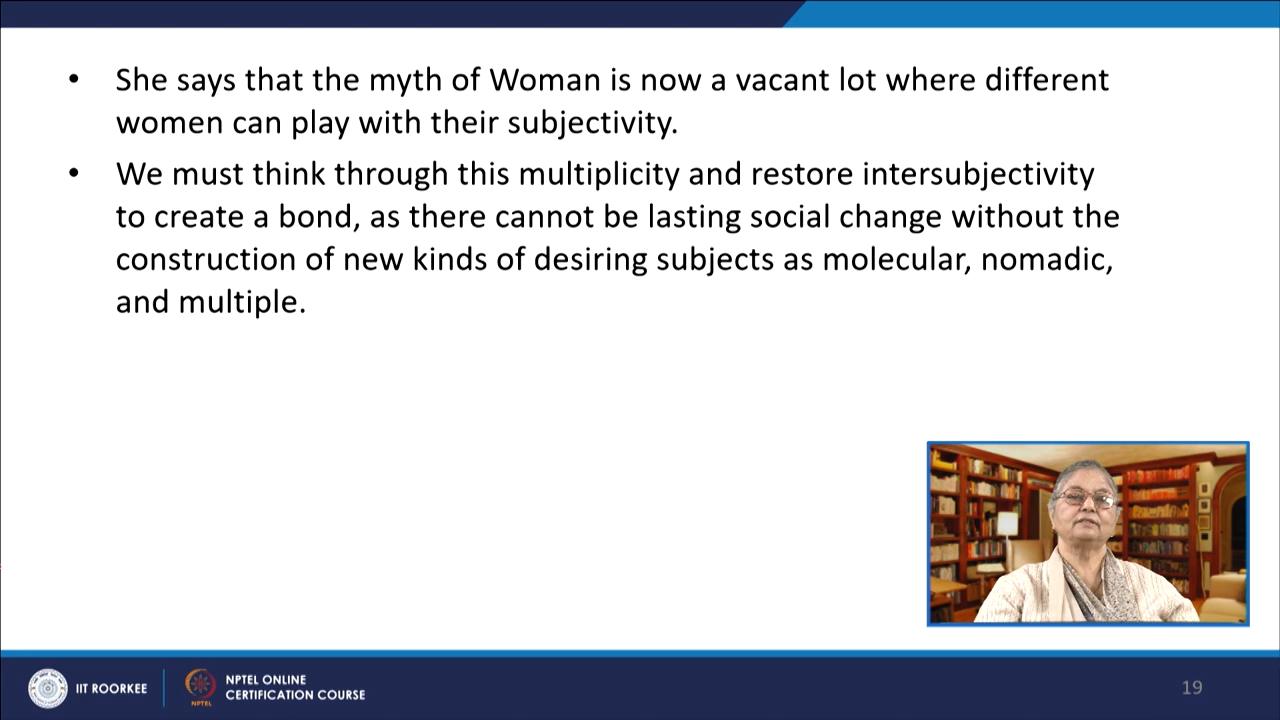 • She says that the myth of Woman is now a vacant lot where different
women can play with their subjectivity.
• We must think through this multiplicity and restore intersubjectivity
to create a bond, as there cannot be lasting social change without the
construction of new kinds of desiring subjects as molecular, nomadic,
and multiple.
IIT ROORKEE
NPTEL
NPTEL ONLINE
CERTIFICATION COURSE
19